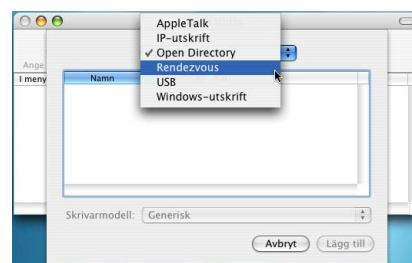 AppleTalk
IP-utskrift
✓ Open Directory
Rendezvous
USB
Windows-utskrift
Ange
I meny
Namn
Skrivarmodell: Generisk
Avbryt Lägg till